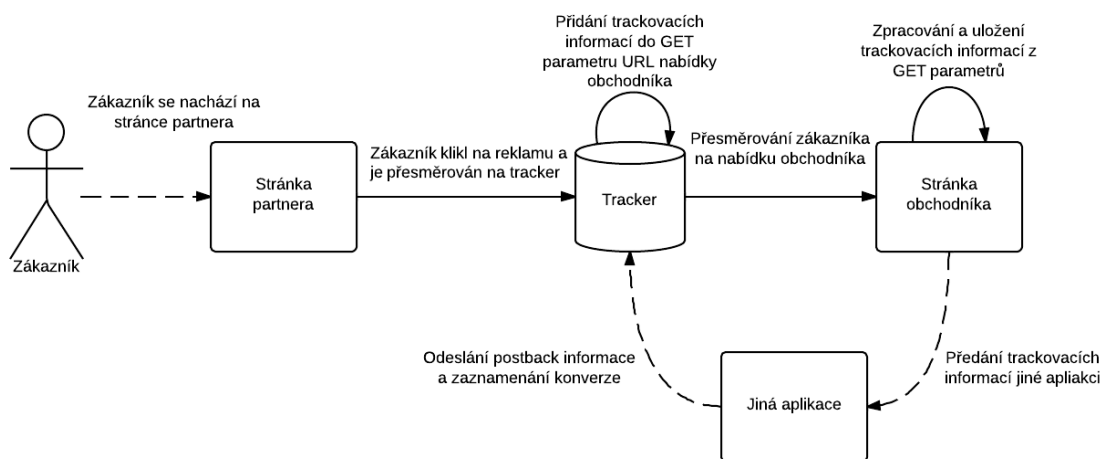 Přidání trackovacích
informací do GET
parametru URL nabídky
obchodníka
Zpracování a uložení
trackovacích informací z
GET parametrů
Zákazník se nachází na
stránce partnera
Zákazník klikl na reklamu a
je přesměrován na tracker
Přesměrování zákazníka
na nabídku obchodníka
Stránka
partnera
Tracker
Stránka
obchodníka
Zákazník
Odeslání postback informace
a zaznamenání konverze
Předání trackovacích
informací jiné apliakci
Jiná aplikace